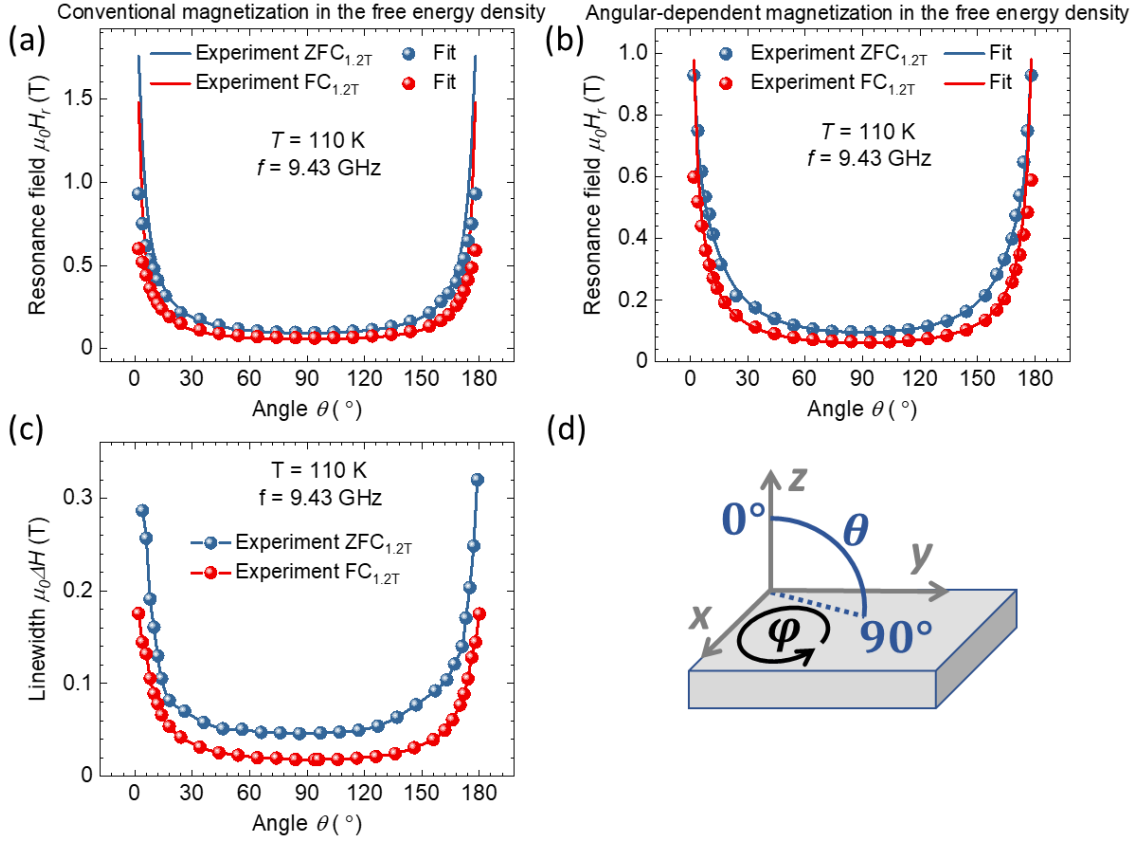 Conventional magnetization in the free energy density
Angular-dependent magnetization in the free energy density
(a)
Experiment ZFC1.2T Fit
Experiment FC1.2T Fit
T = 110 K
f = 9.43 GHz
Resonance field μ0Hr (T)
1.5
1.0
0.5
0
0 30 60 90 120 150 180
Angle θ ( °)
(b)
Experiment ZFC1.2T Fit
Experiment FC1.2T Fit
T = 110 K
f = 9.43 GHz
Resonance field μ0Hr (T)
1.0
0.8
0.6
0.4
0.2
0
0 30 60 90 120 150 180
Angle θ ( °)
(c)
T = 110 K
f = 9.43 GHz
Experiment ZFC1.2T
Experiment FC1.2T
Linewidth μ0ΔH (T)
0.3
0.2
0.1
0
0 30 60 90 120 150 180
Angle θ ( °)
(d)
z
0°
θ
y
x
φ
90°